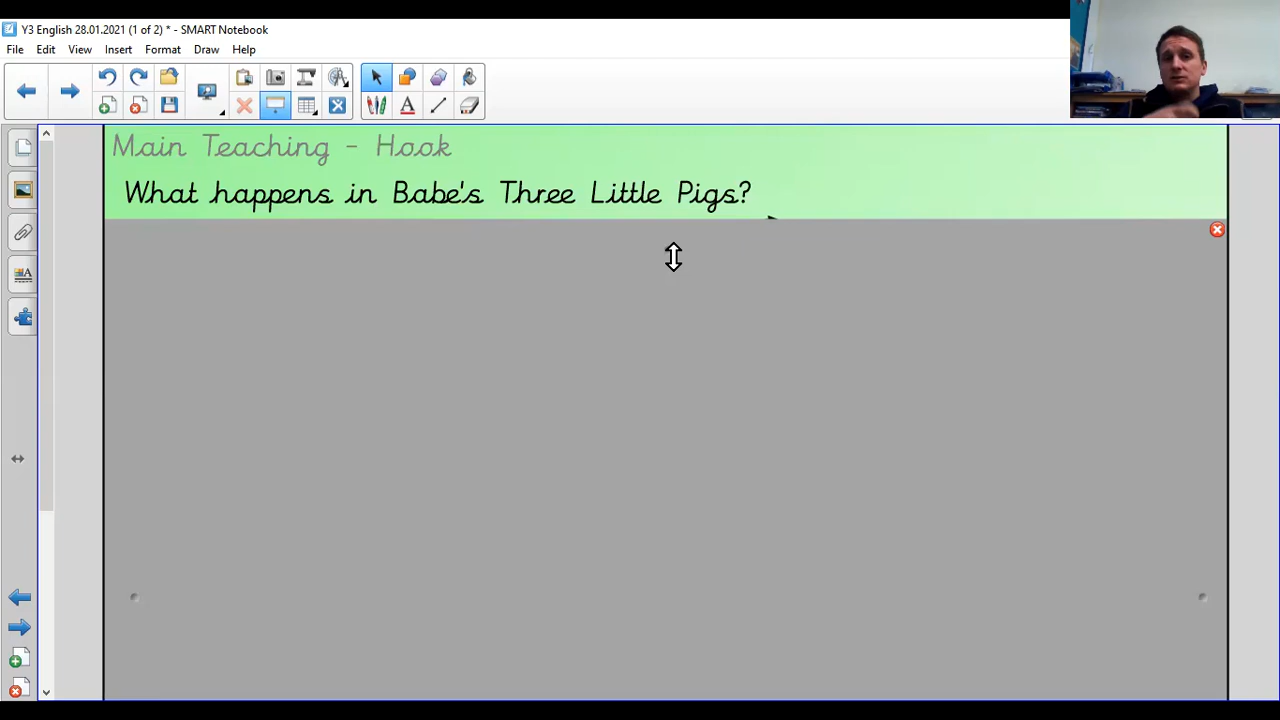 Y3 English 28.01.2021 (1 of 2) * - SMART Notebook
File Edit View Insert Format Draw Help
Main Teaching - Hook
What happens in Babe's Three Little Pigs?